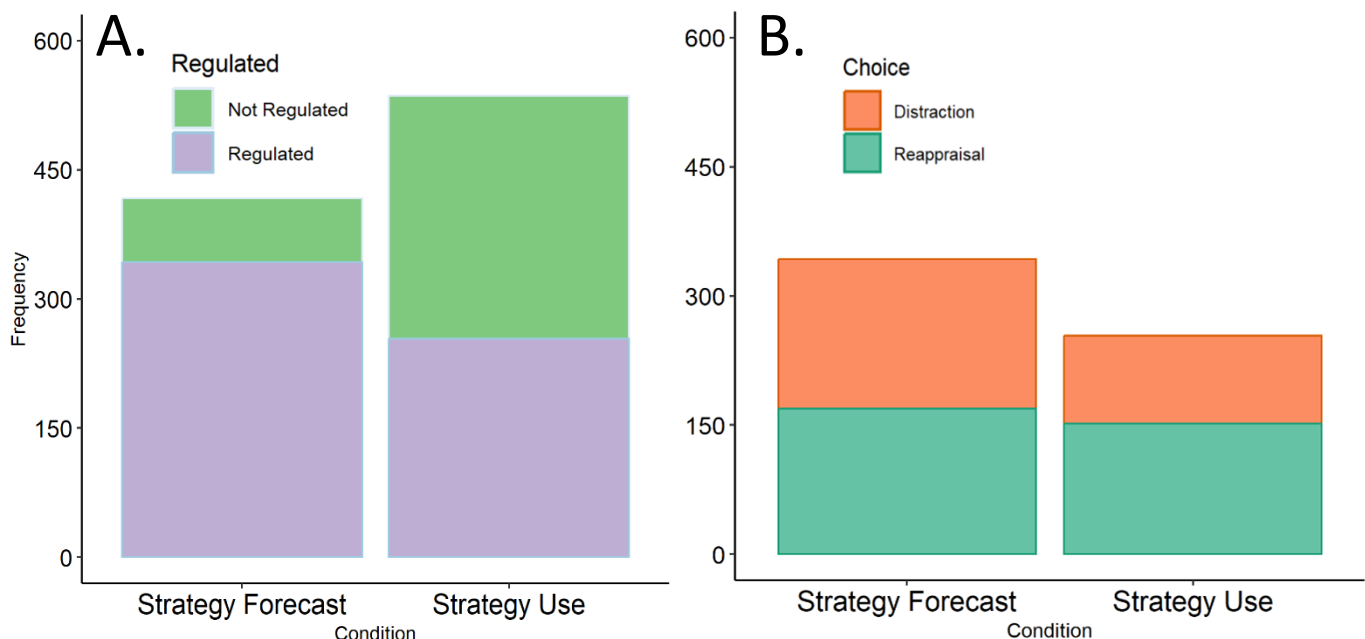 A.
Regulated
Not Regulated
Regulated
600
450
300
150
0
Frequency
Strategy Forecast
Strategy Use
Condition
B.
Choice
Distraction
Reappraisal
600
450
300
150
0
Strategy Forecast
Strategy Use
Condition